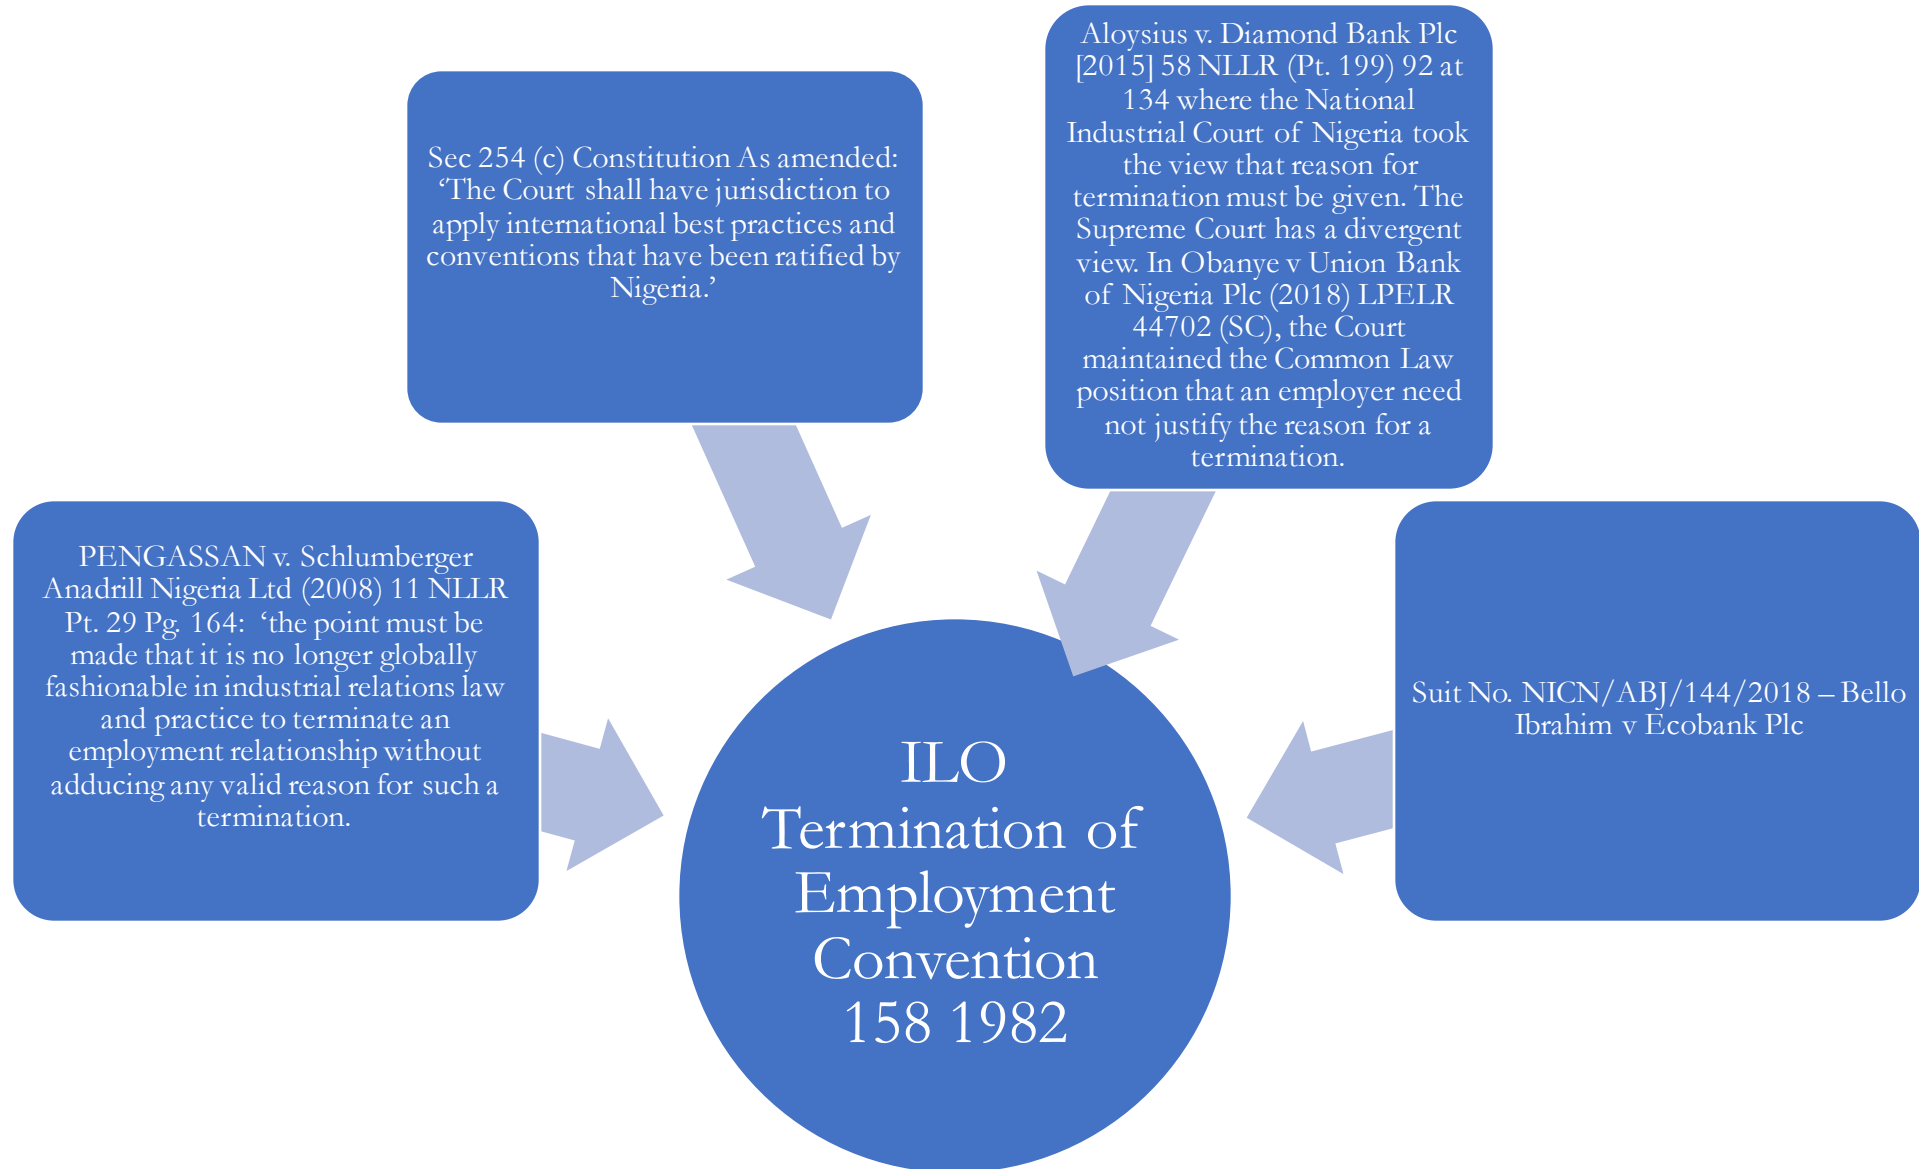 PENGASSAN v. Schlumberger
Anadrill Nigeria Ltd (2008) 11 NLLR
Pt. 29 Pg. 164: ‘the point must be
made that it is no longer globally
fashionable in industrial relations law
and practice to terminate an
employment relationship without
adducing any valid reason for such a
termination.
Sec 254 (c) Constitution As amended:
‘The Court shall have jurisdiction to
apply international best practices and
conventions that have been ratified by
Nigeria.’
Aloysius v. Diamond Bank Plc
[2015] 58 NLLR (Pt. 199) 92 at
134 where the National
Industrial Court of Nigeria took
the view that reason for
termination must be given. The
Supreme Court has a divergent
view. In Obanye v Union Bank
of Nigeria Plc (2018) LPELR
44702 (SC), the Court
maintained the Common Law
position that an employer need
not justify the reason for a
termination.
Suit No. NICN/ABJ/144/2018 – Bello
Ibrahim v Ecobank Plc
ILO
Termination of
Employment
Convention
158 1982